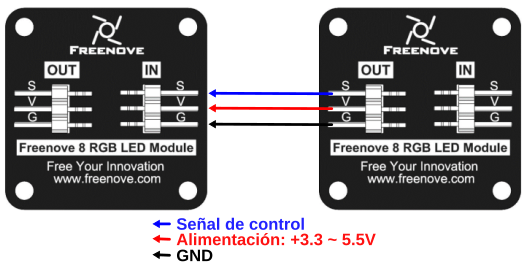 FREENOVE
OUT IN
S S
V V
G G
Freenove 8 RGB LED Module
Free Your Innovation
www.freenove.com
FREENOVE
OUT IN
S S
V V
G G
Freenove 8 RGB LED Module
Free Your Innovation
www.freenove.com
Señal de control
Alimentación: +3.3 ~ 5.5V
GND